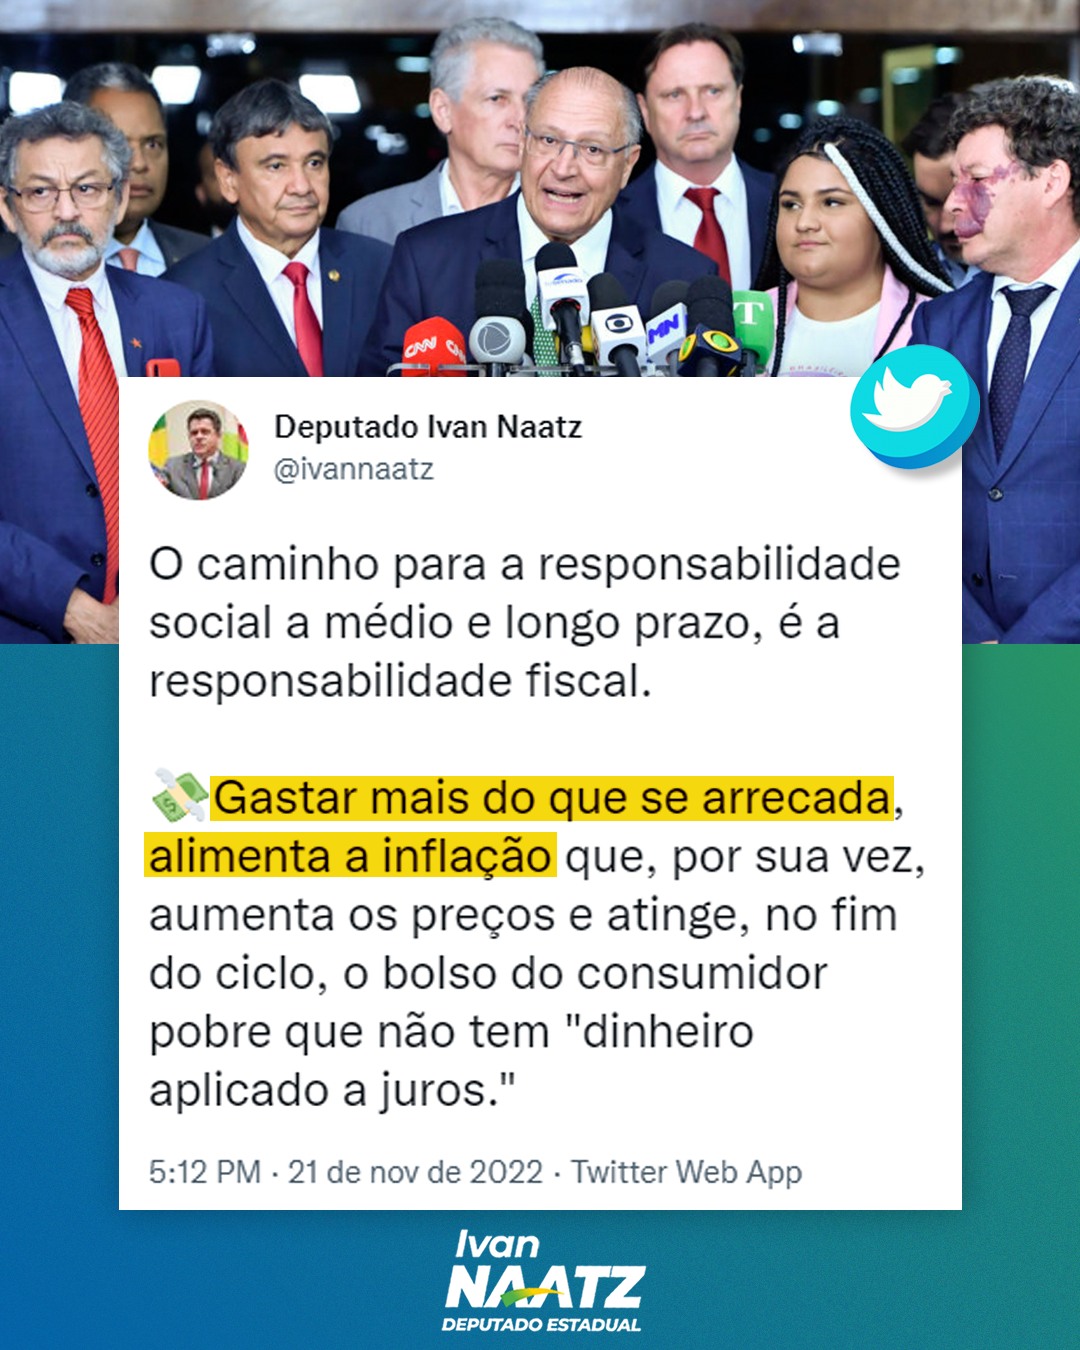 CNN CNN
MN
T
Deputado Ivan Naatz
@ivannaatz
O caminho para a responsabilidade
social a médio e longo prazo, é a
responsabilidade fiscal.
Gastar mais do que se arrecada,
alimenta a inflação que, por sua vez,
aumenta os preços e atinge, no fim
do ciclo, o bolso do consumidor
pobre que não tem "dinheiro
aplicado a juros."
5:12 PM · 21 de nov de 2022 · Twitter Web App
Ivan
NAATZ
DEPUTADO ESTADUAL